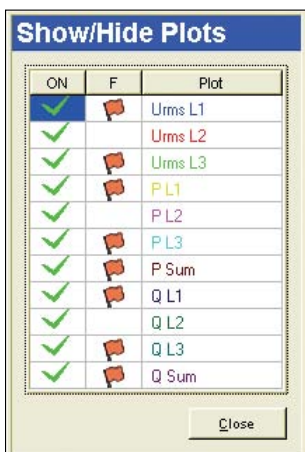 Show/Hide Plots
ON F Plot
Urms L1
Urms L2
Urms L3
P L1
P L2
P L3
P Sum
Q L1
Q L2
Q L3
Q Sum
Close